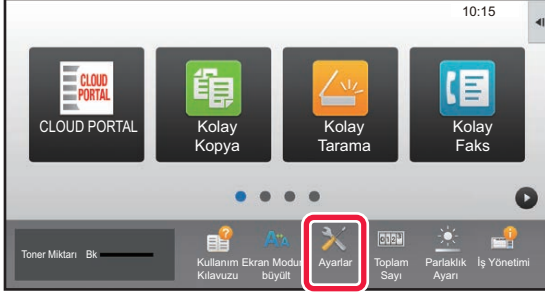 10:15
CLOUD
PORTAL
CLOUD PORTAL
Kolay
Kopya
Kolay
Tarama
Kolay
Faks
Toner Miktarı Bk
Kullanım
Kılavuzu
Ekran Modun
büyült
Ayarlar
Toplam
Sayı
Parlaklık
Ayarı
İş Yönetimi